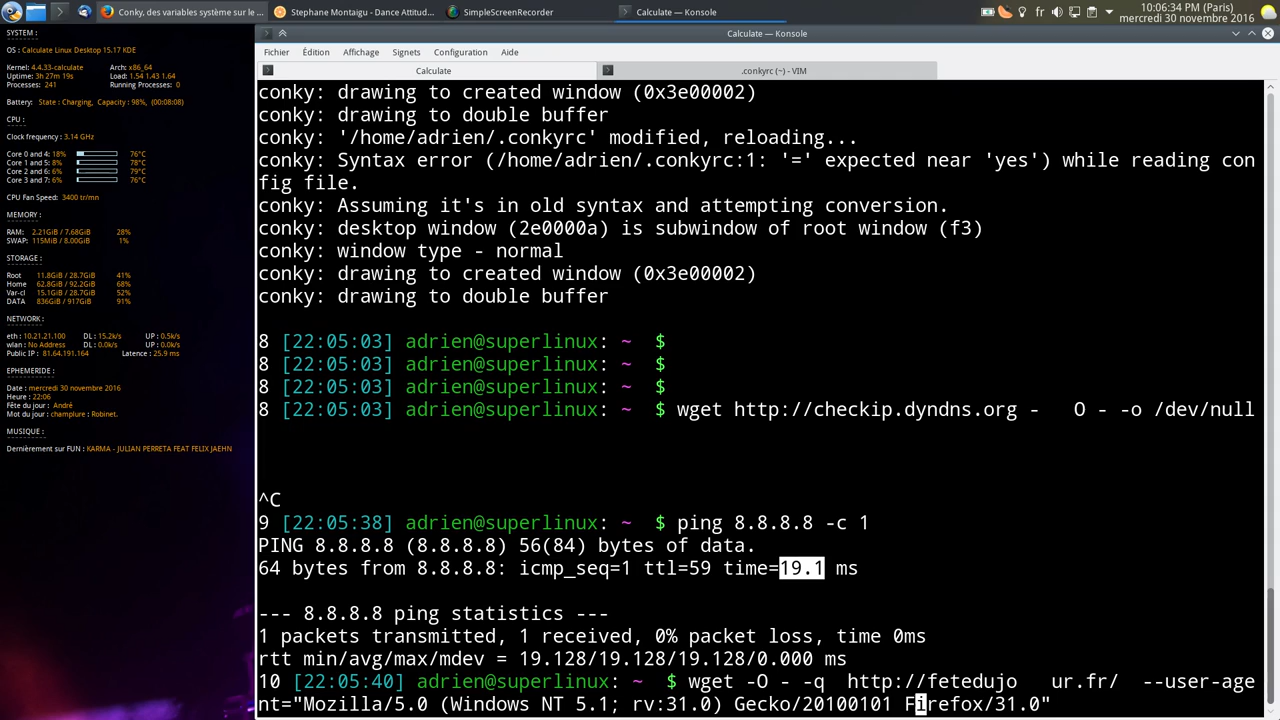 Conky, des variables système sur le ...
Stephane Montaigu - Dance Attitud...
SimpleScreenRecorder
Calculate — Konsole
fr
10:06:34 PM (Paris)
mercredi 30 novembre 2016
SYSTEM :
OS : Calculate Linux Desktop 15.17 KDE
Kernel: 4.4.33-calculate Arch: x86_64
Uptime: 3h 27m 19s Load: 1.54 1.43 1.64
Processes: 241 Running Processes: 0
Battery: State : Charging, Capacity : 98%, (00:08:08)
CPU :
Clock frequency : 3.14 GHz
Core 0 and 4: 18% 76°C
Core 1 and 5: 8% 78°C
Core 2 and 6: 6% 79°C
Core 3 and 7: 6% 76°C
CPU Fan Speed: 3400 tr/mn
MEMORY :
RAM: 2.21GiB / 7.68GiB 28%
SWAP: 115MiB / 8.00GiB 1%
STORAGE :
Root 11.8GiB / 28.7GiB 41%
Home 62.8GiB / 92.2GiB 68%
Var-cl 15.1GiB / 28.7GiB 52%
DATA 836GiB / 917GiB 91%
NETWORK :
eth : 10.21.21.100 DL : 15.2k/s UP : 0.5k/s
wlan : No Address DL : 0.0k/s UP : 0.0k/s
Public IP : 81.64.191.164 Latence : 25.9 ms
EPHEMERIDE :
Date : mercredi 30 novembre 2016
Heure : 22:06
Fête du jour : André
Mot du jour : champlure : Robinet.
MUSIQUE :
Dernièrement sur FUN : KARMA - JULIAN PERRETA FEAT FELIX JAEHN
Calculate — Konsole
Fichier Édition Affichage Signets Configuration Aide
Calculate
.conkyrc (~) - VIM
conky: drawing to created window (0x3e00002)
conky: drawing to double buffer
conky: '/home/adrien/.conkyrc' modified, reloading...
conky: Syntax error (/home/adrien/.conkyrc:1: '=' expected near 'yes') while reading con
fig file.
conky: Assuming it's in old syntax and attempting conversion.
conky: desktop window (2e0000a) is subwindow of root window (f3)
conky: window type - normal
conky: drawing to created window (0x3e00002)
conky: drawing to double buffer
8 [22:05:03] adrien@superlinux: ~ $
8 [22:05:03] adrien@superlinux: ~ $
8 [22:05:03] adrien@superlinux: ~ $
8 [22:05:03] adrien@superlinux: ~ $ wget http://checkip.dyndns.org - O - -o /dev/null
^C
9 [22:05:38] adrien@superlinux: ~ $ ping 8.8.8.8 -c 1
PING 8.8.8.8 (8.8.8.8) 56(84) bytes of data.
64 bytes from 8.8.8.8: icmp_seq=1 ttl=59 time=19.1 ms
--- 8.8.8.8 ping statistics ---
1 packets transmitted, 1 received, 0% packet loss, time 0ms
rtt min/avg/max/mdev = 19.128/19.128/19.128/0.000 ms
10 [22:05:40] adrien@superlinux: ~ $ wget -O - -q http://fetedujo ur.fr/ --user-age
nt="Mozilla/5.0 (Windows NT 5.1; rv:31.0) Gecko/20100101 Firefox/31.0"